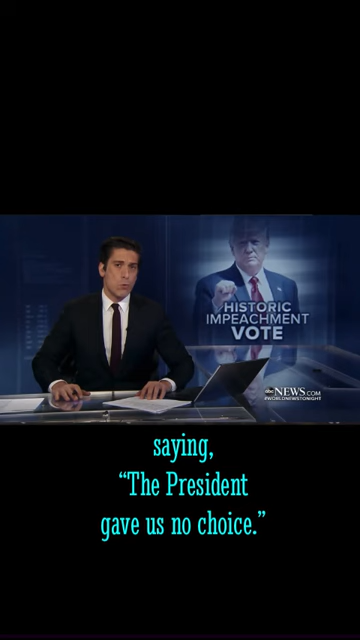 HISTORIC
IMPEACHMENT
VOTE
abcNEWS.COM
#WORLDNEWSTONIGHT
saying,
“The President
gave us no choice.”